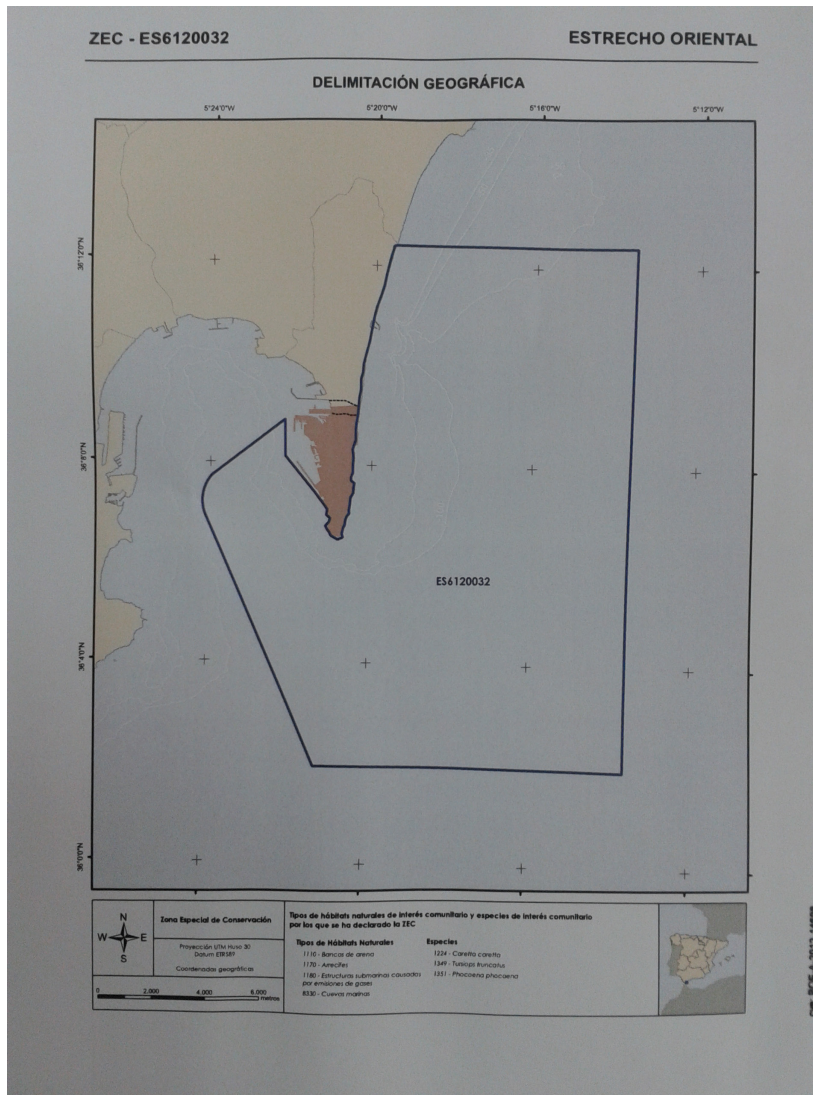 ZEC - ES6120032
ESTRECHO ORIENTAL
DELIMITACIÓN GEOGRÁFICA
5°24'0"W
5°20'0"W
5°16'0"W
5°12'0"W
36°12'0"N
36°8'0"N
36°4'0"N
36°0'0"N
ES6120032
N
W
E
S
Zona Especial de Conservación
Proyección UTM Huso 30
Datum ETRS89
Coordenadas geográficas
0 2.000 4.000 6.000
metros
Tipos de hábitats naturales de interés comunitario y especies de interés comunitario
por los que se ha declarado la ZEC
Tipos de Hábitats Naturales
1110 - Bancos de arena
1170 - Arrecifes
1180 - Estructuras submarinas causadas
por emisiones de gases
8330 - Cuevas marinas
Especies
1224 - Caretta caretta
1349 - Tursiops truncatus
1351 - Phocoena phocoena